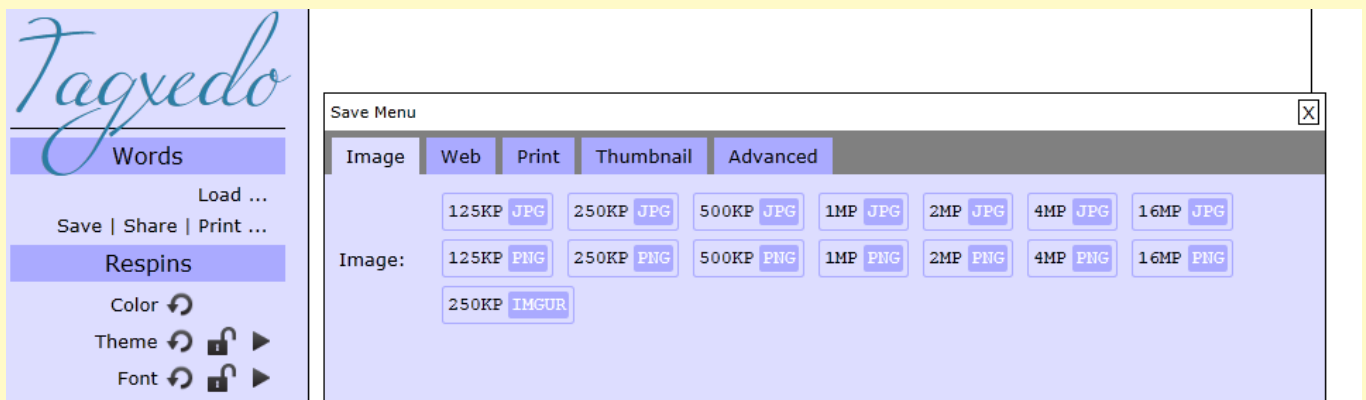 Tagxedo
Words
Load ...
Save | Share | Print ...
Respins
Color
Theme
Font
Save Menu X
Image Web Print Thumbnail Advanced
125KP JPG 250KP JPG 500KP JPG 1MP JPG 2MP JPG 4MP JPG 16MP JPG
Image: 125KP PNG 250KP PNG 500KP PNG 1MP PNG 2MP PNG 4MP PNG 16MP PNG
250KP IMGUR